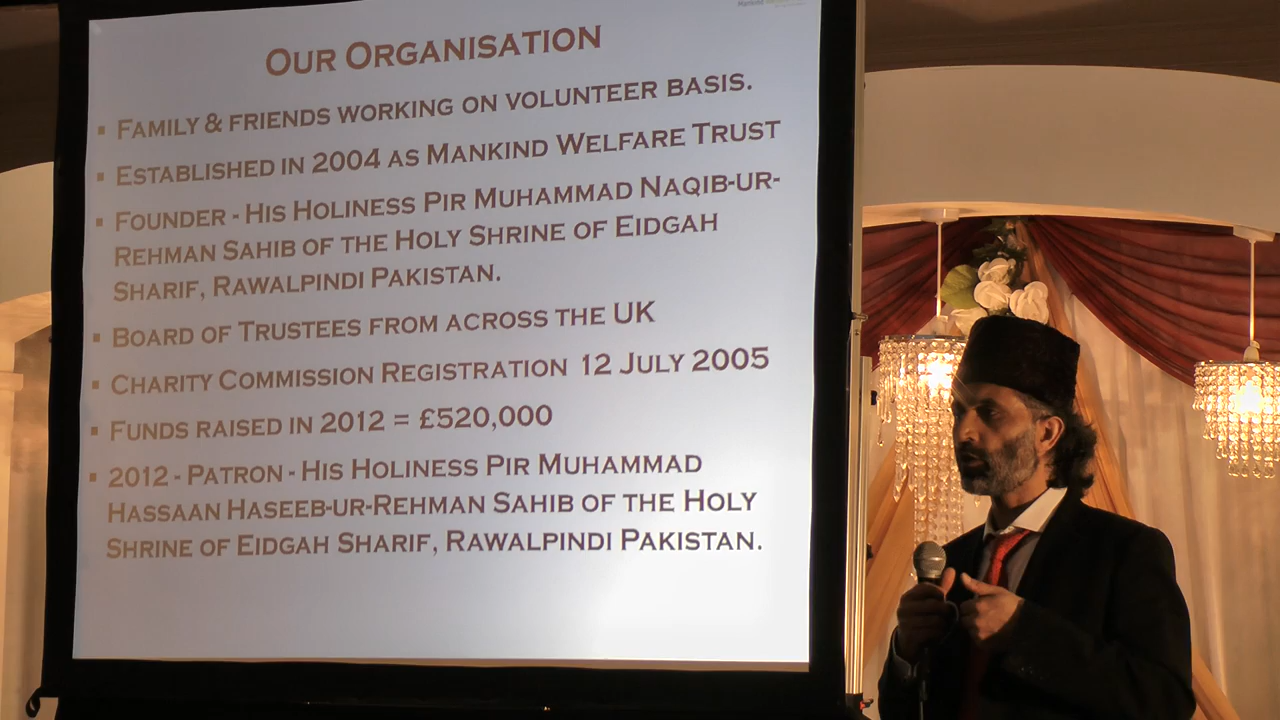 Mankind
OUR ORGANISATION
▪ FAMILY & FRIENDS WORKING ON VOLUNTEER BASIS.
▪ ESTABLISHED IN 2004 AS MANKIND WELFARE TRUST
▪ FOUNDER - HIS HOLINESS PIR MUHAMMAD NAQIB-UR-
REHMAN SAHIB OF THE HOLY SHRINE OF EIDGAH
SHARIF, RAWALPINDI PAKISTAN.
▪ BOARD OF TRUSTEES FROM ACROSS THE UK
▪ CHARITY COMMISSION REGISTRATION 12 JULY 2005
▪ FUNDS RAISED IN 2012 = £520,000
▪ 2012 - PATRON - HIS HOLINESS PIR MUHAMMAD
HASSAAN HASEEB-UR-REHMAN SAHIB OF THE HOLY
SHRINE OF EIDGAH SHARIF, RAWALPINDI PAKISTAN.